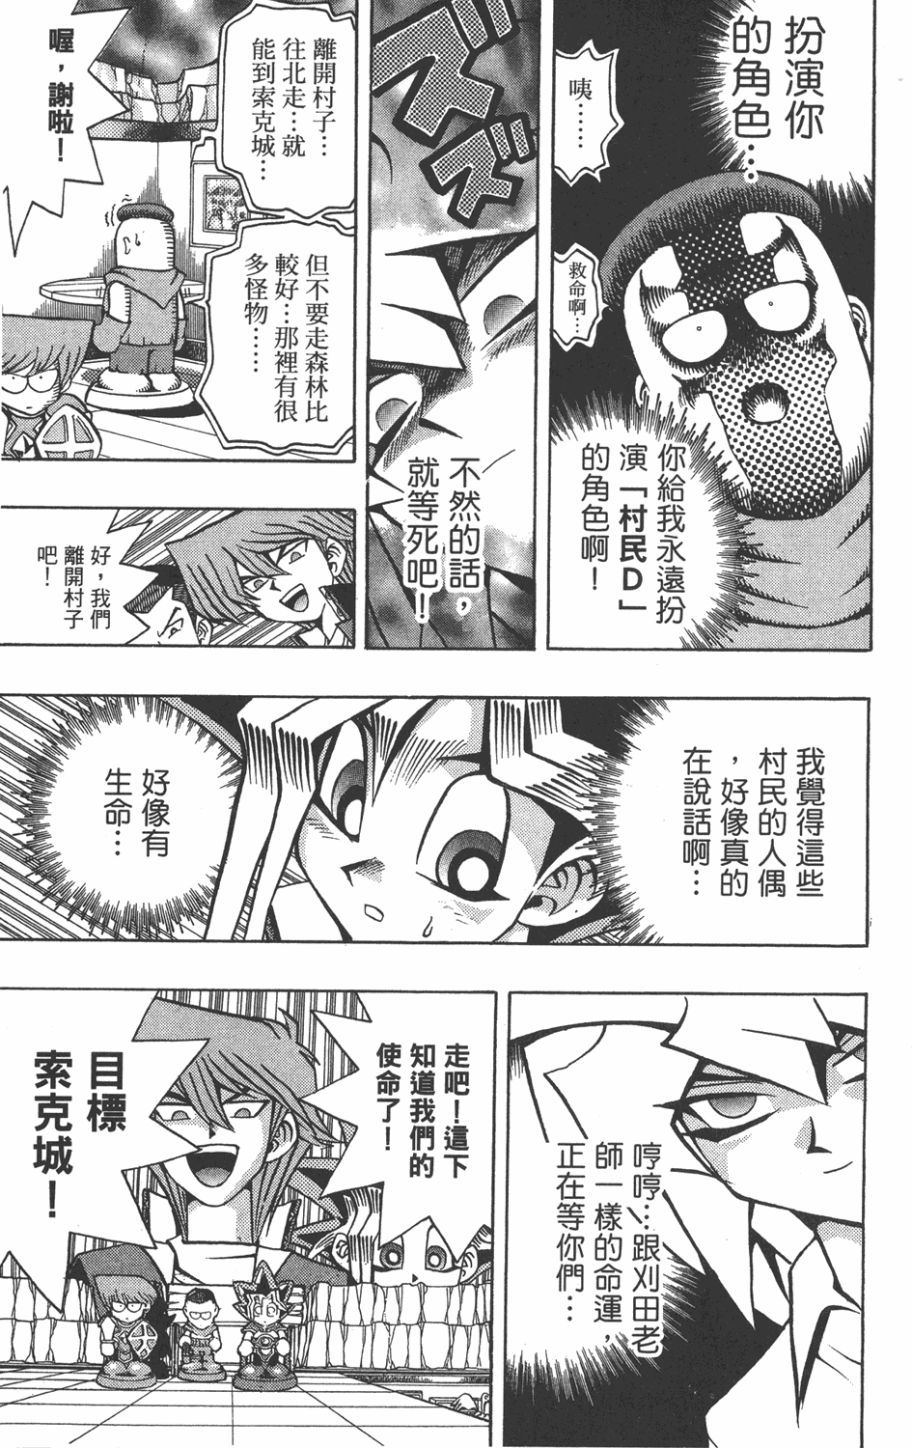 扮演你
的角色…
咦……
救命啊…
你給我永遠扮
演「村民D」
的角色啊！
ドドド
不然的話，
就等死吧！
離開村子…
往北走…就
能到索克城…
但不要走森林比
較好…那裡有很
多怪物……
喔，謝啦！
好，我們
離開村子
吧！
我覺得這些
村民的人偶
，好像真的
在說話啊…
好像有
生命…
哼哼…跟刈田老
師一樣的命運，
正在等你們…
走吧！這下
知道我們的
使命了！
目標
索克城！